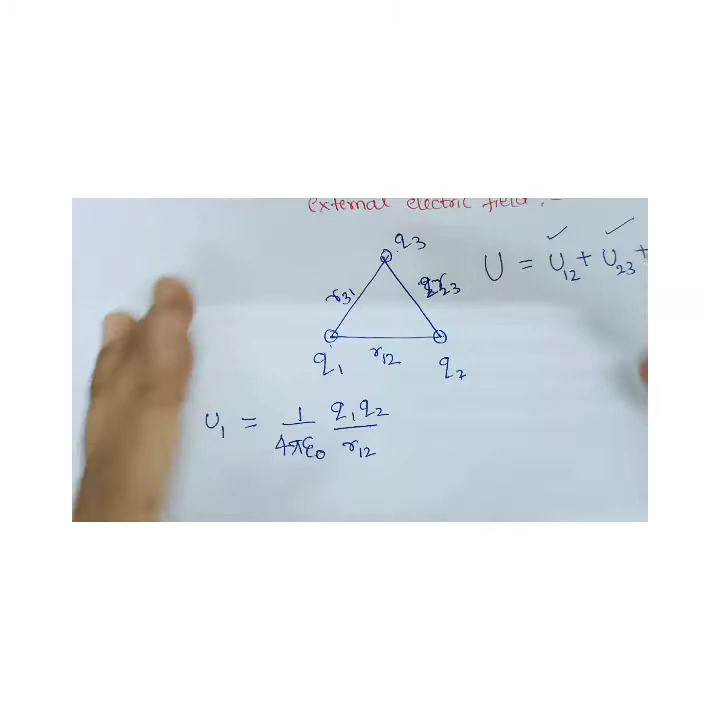 external electric field,
q3
U = U12 + U23 +
r31 r23
q1 r12 q2
U1 = 1/4πε0 q1q2/r12